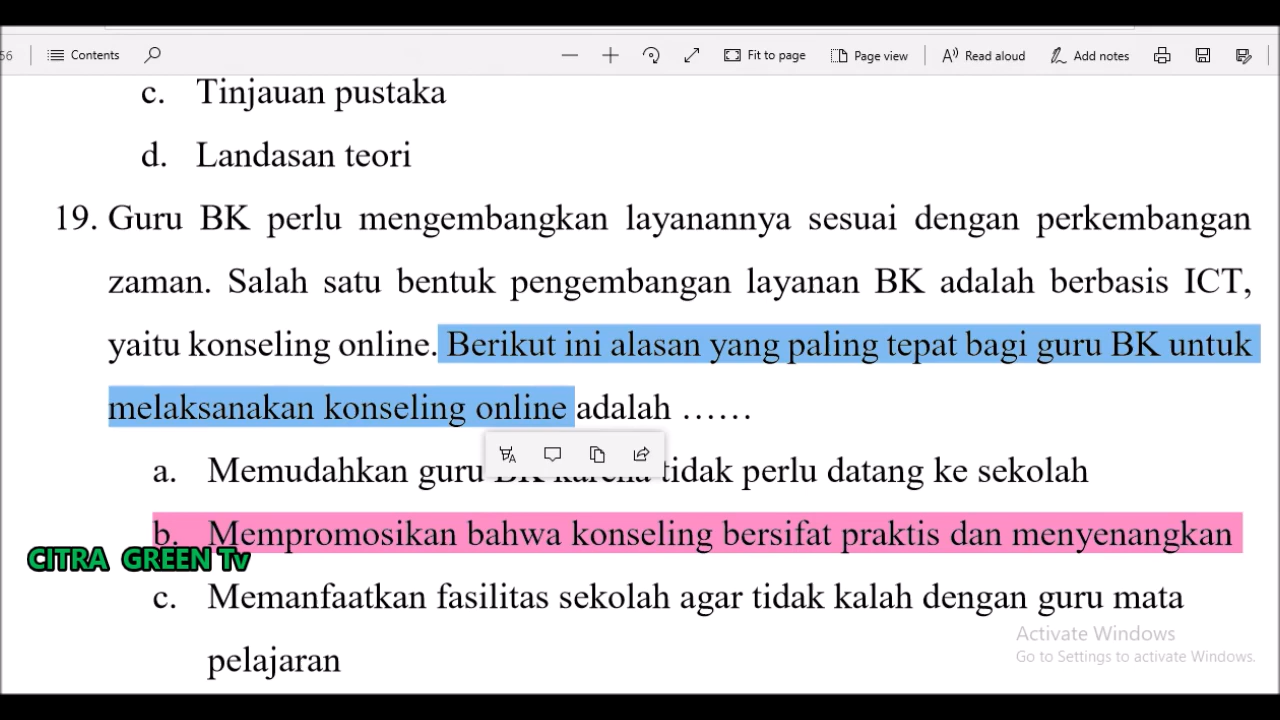 56 Contents Fit to page Page view Read aloud Add notes
c. Tinjauan pustaka
d. Landasan teori
19. Guru BK perlu mengembangkan layanannya sesuai dengan perkembangan
zaman. Salah satu bentuk pengembangan layanan BK adalah berbasis ICT,
yaitu konseling online. Berikut ini alasan yang paling tepat bagi guru BK untuk
melaksanakan konseling online adalah ......
a. Memudahkan guru BK karena tidak perlu datang ke sekolah
b. Mempromosikan bahwa konseling bersifat praktis dan menyenangkan
CITRA GREEN Tv
c. Memanfaatkan fasilitas sekolah agar tidak kalah dengan guru mata
pelajaran
Activate Windows
Go to Settings to activate Windows.